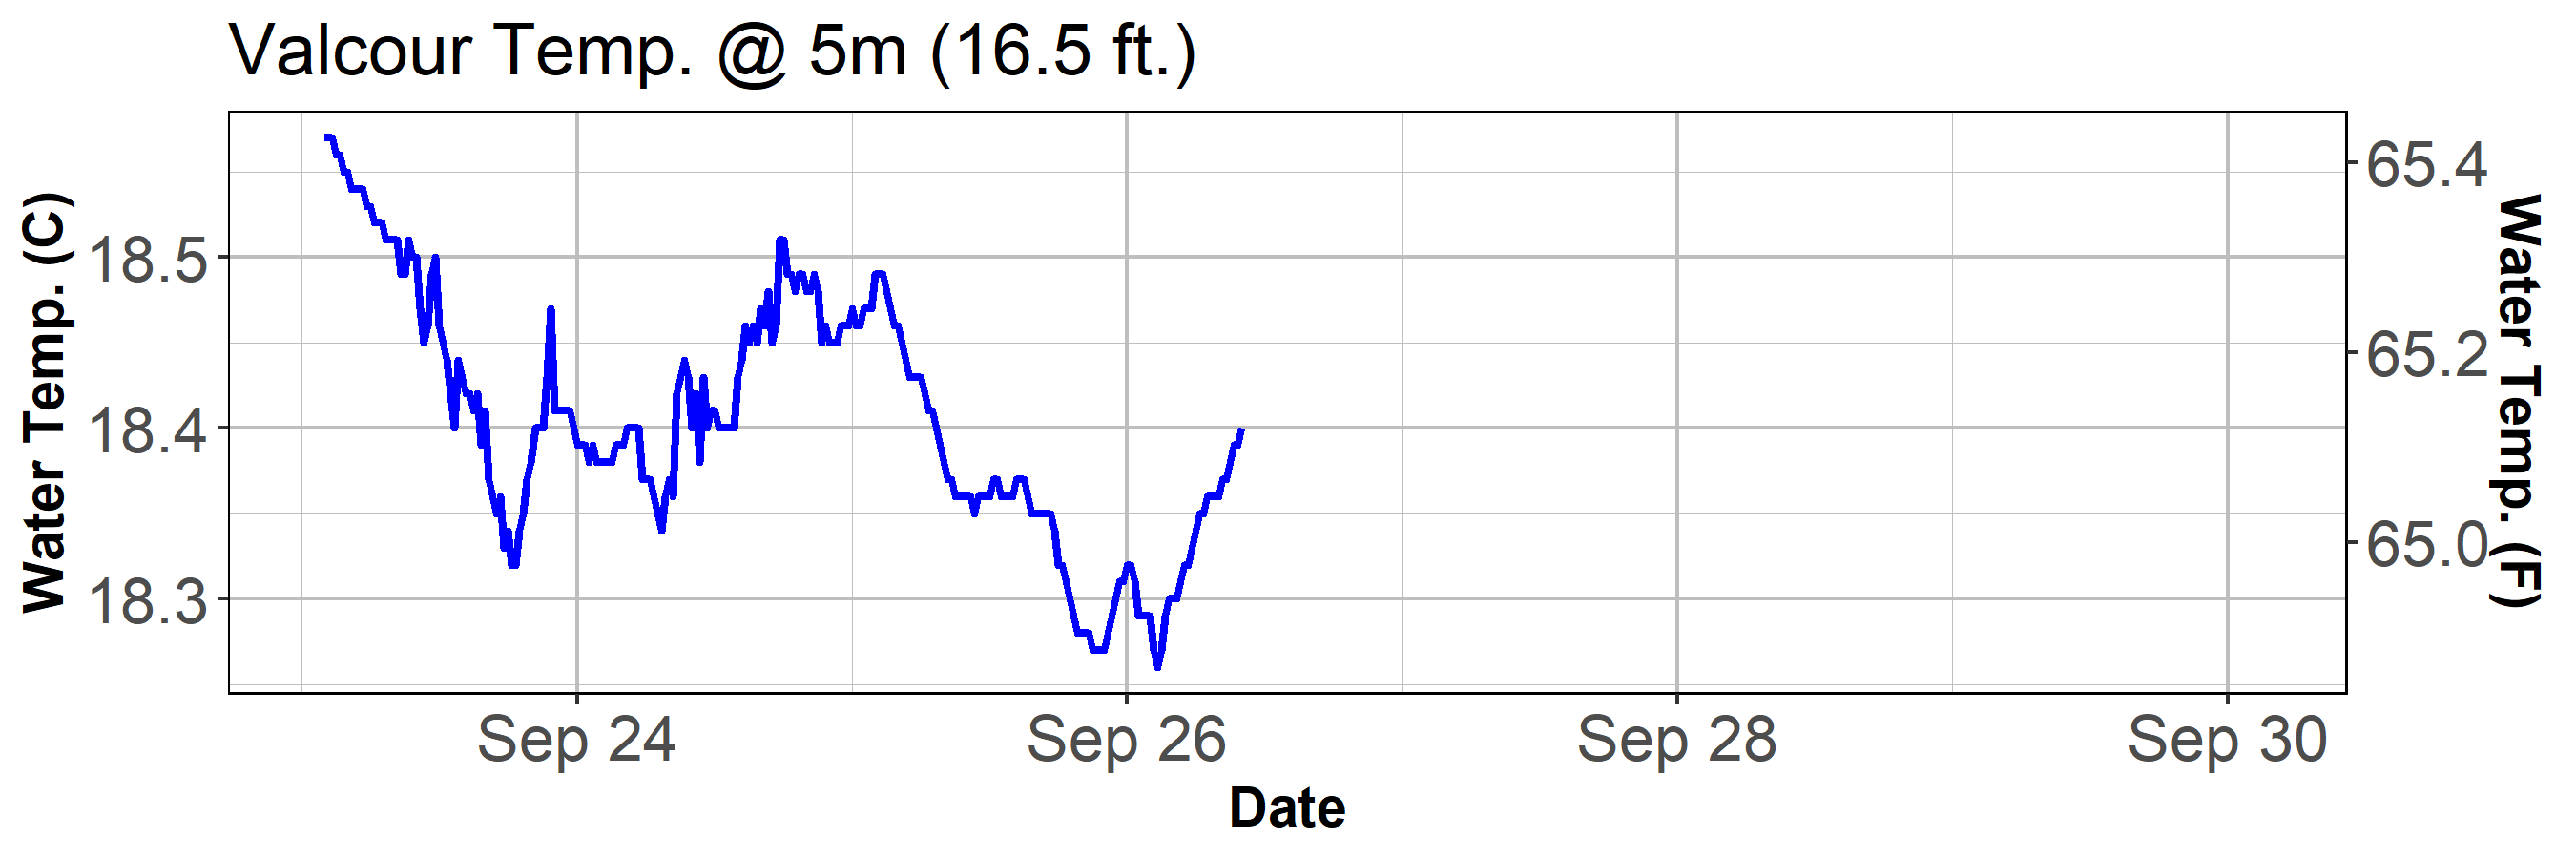 Valcour Temp. @ 5m (16.5 ft.)
Water Temp. (C)
18.5
18.4
18.3
65.4
65.2
65.0
Water Temp. (F)
Sep 24 Sep 26 Sep 28 Sep 30
Date